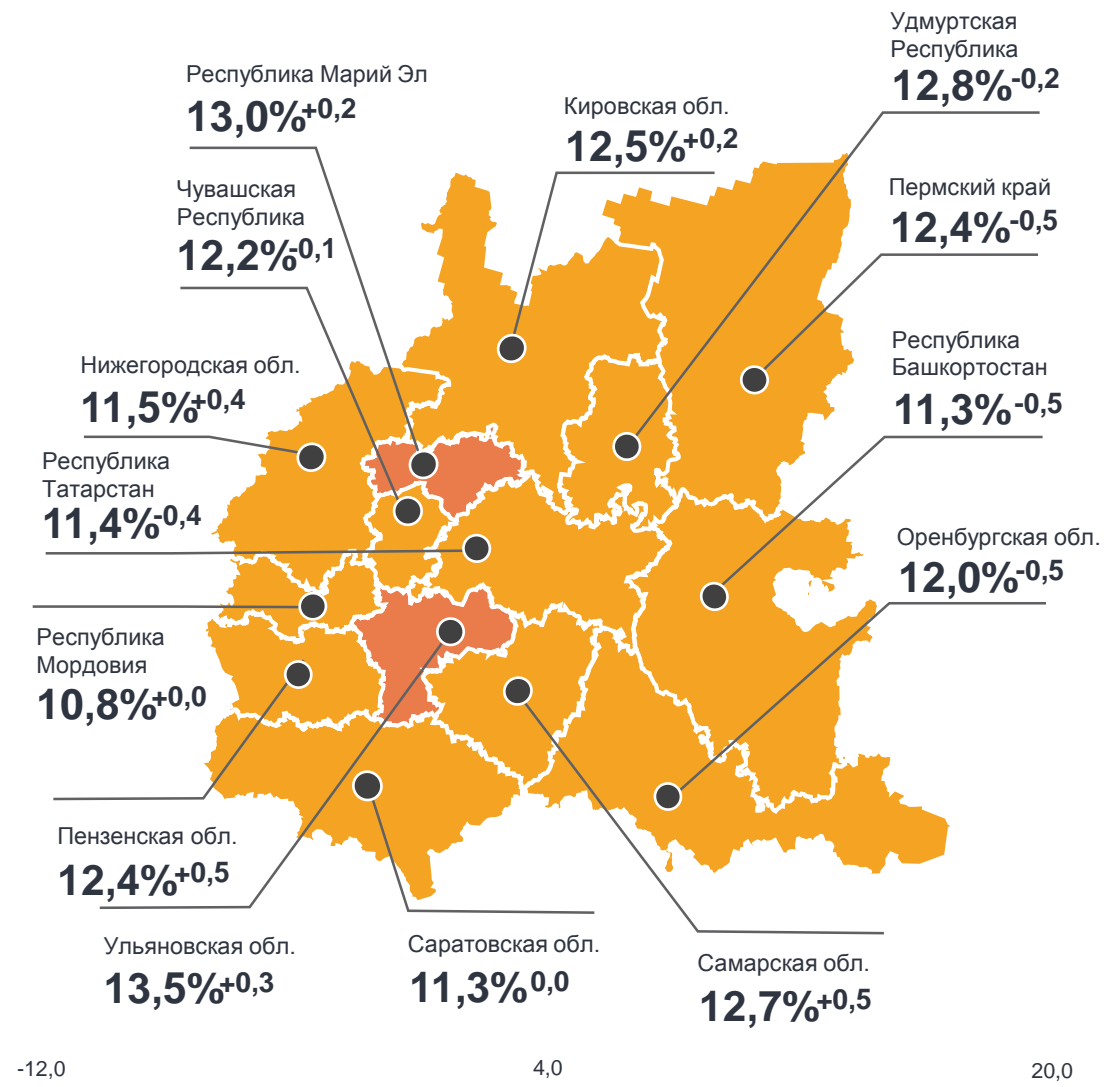 Удмуртская
Республика
12,8%-0,2
Республика Марий Эл
13,0%+0,2
Кировская обл.
12,5%+0,2
Чувашская
Республика
12,2%-0,1
Пермский край
12,4%-0,5
Нижегородская обл.
11,5%+0,4
Республика
Башкортостан
11,3%-0,5
Республика
Татарстан
11,4%-0,4
Оренбургская обл.
12,0%-0,5
Республика
Мордовия
10,8%+0,0
Пензенская обл.
12,4%+0,5
Ульяновская обл.
13,5%+0,3
Саратовская обл.
11,3%0,0
Самарская обл.
12,7%+0,5
-12,0
4,0
20,0